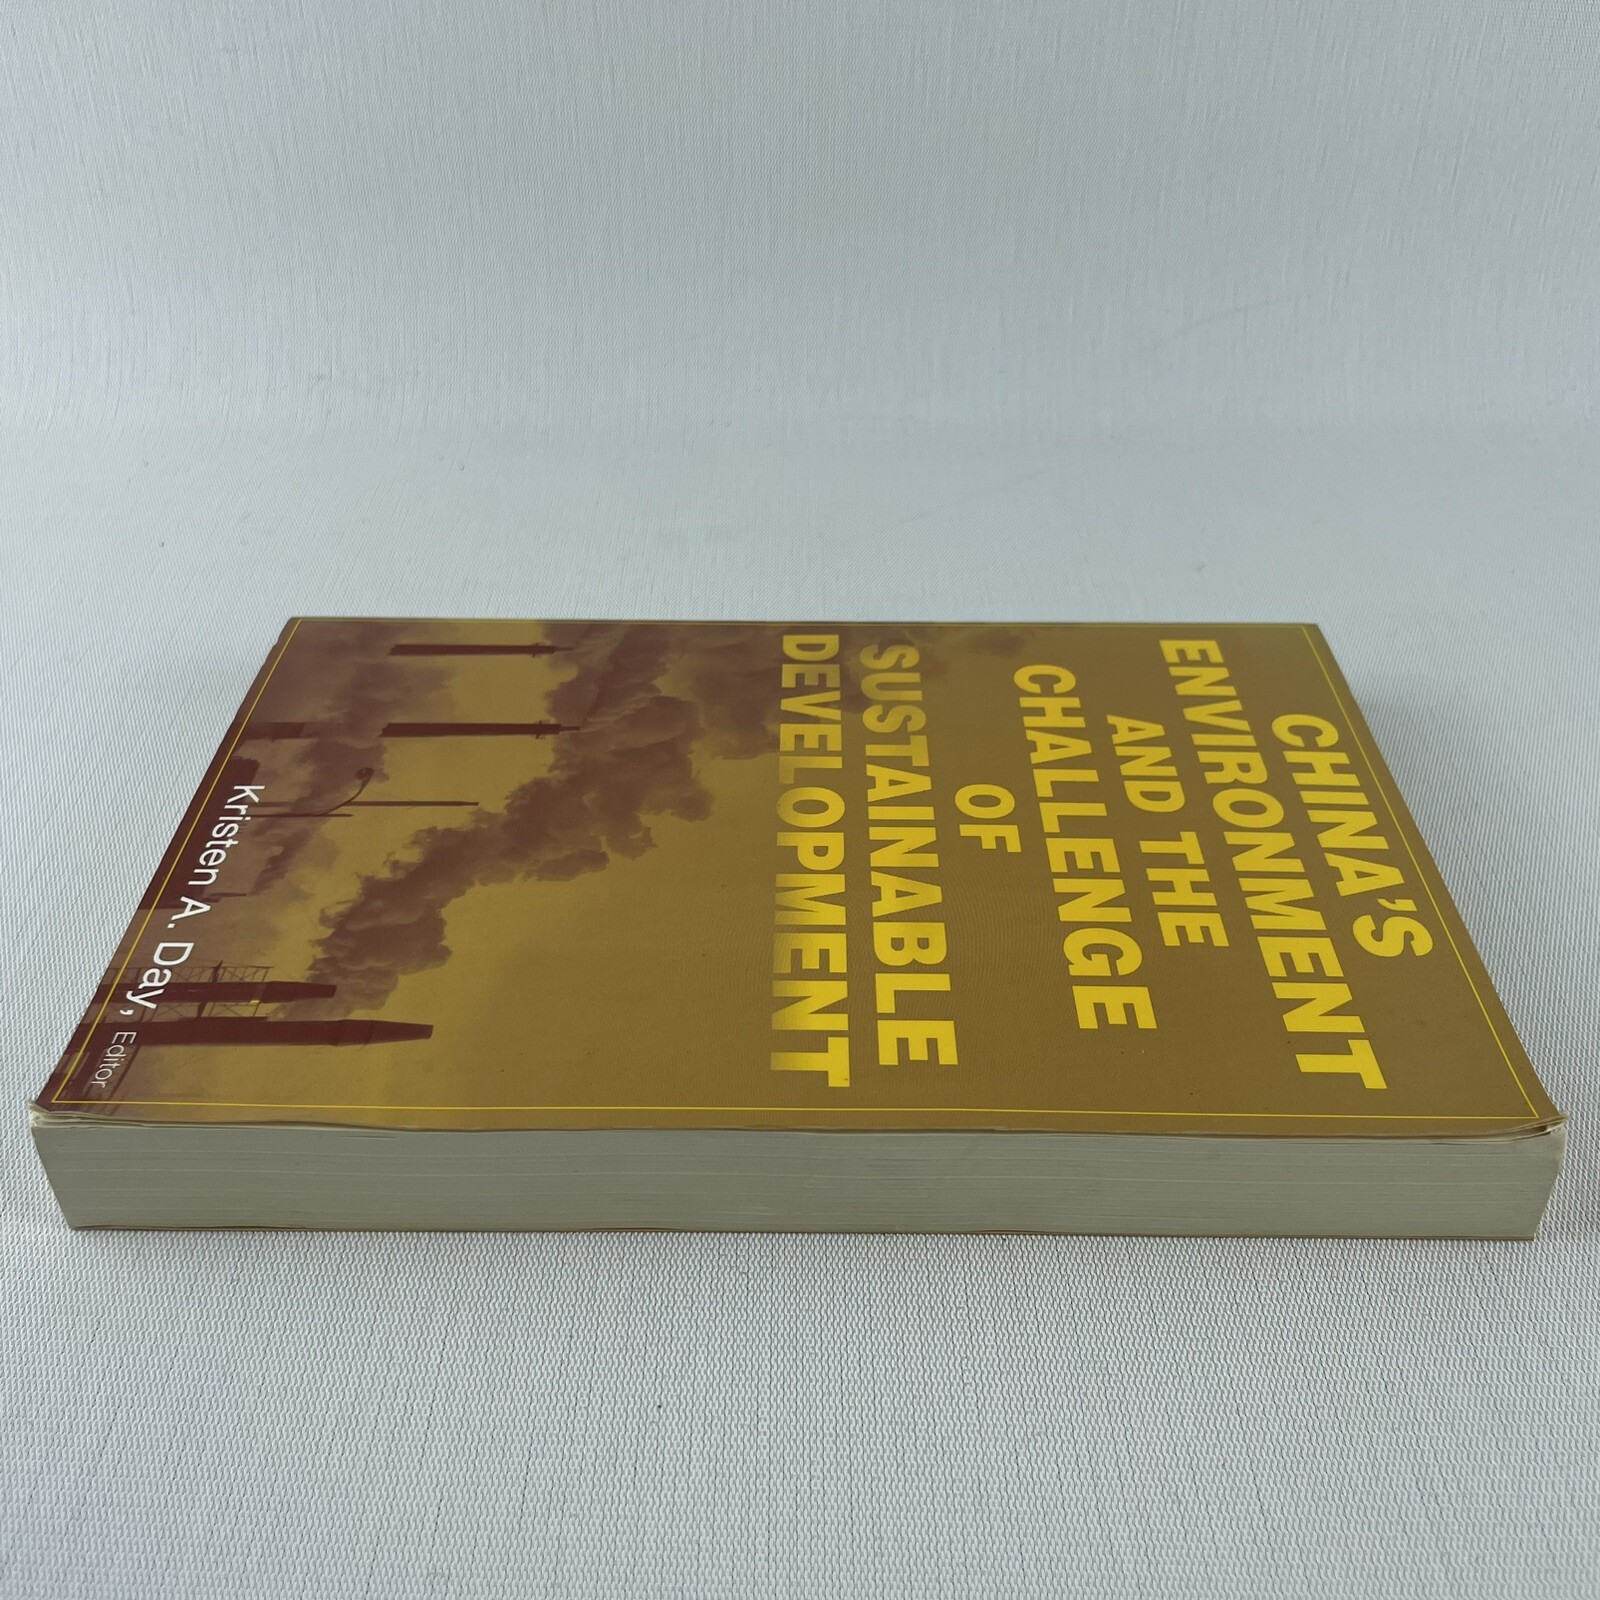 CHINA'S
ENVIRONMENT
AND THE
CHALLENGE
OF
SUSTAINABLE
DEVELOPMENT
Kristen A. Day, Editor